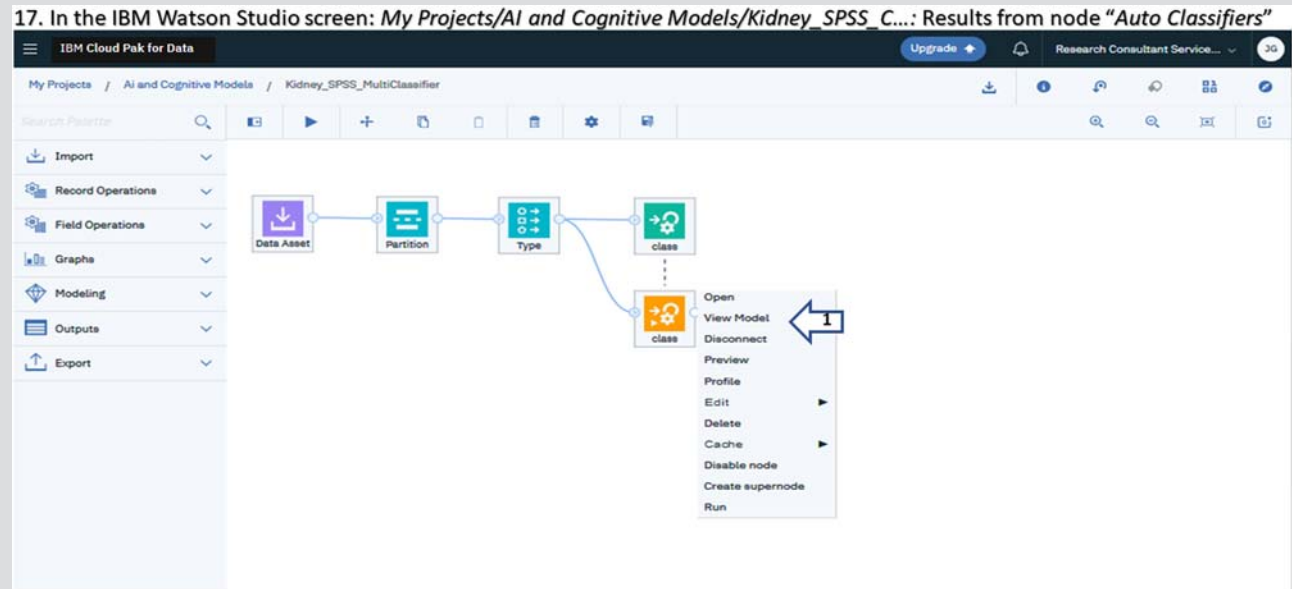 17. In the IBM Watson Studio screen: My Projects/AI and Cognitive Models/Kidney_SPSS_C...: Results from node "Auto Classifiers"
IBM Cloud Pak for Data
Upgrade
Research Consultant Service...
JG
My Projects / Ai and Cognitive Models / Kidney_SPSS_MultiClassifier
Search Palette
Import
Record Operations
Field Operations
Graphs
Modeling
Outputs
Export
Data Asset
Partition
Type
class
class
Open
View Model
1
Disconnect
Preview
Profile
Edit
Delete
Cache
Disable node
Create supernode
Run